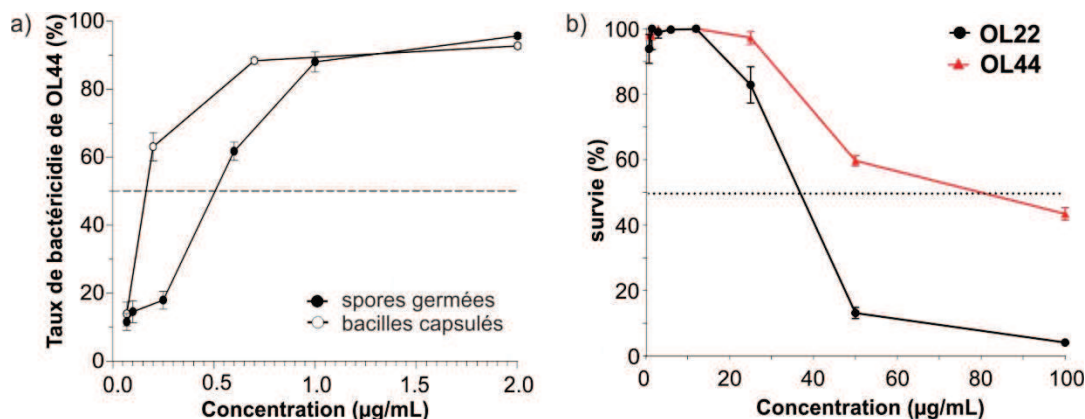 a)
Taux de bactéricidie de OL44 (%)
100
80
60
40
20
0
spores germées
bacilles capsulés
0.0 0.5 1.0 1.5 2.0
Concentration (µg/mL)
b)
survie (%)
100
80
60
40
20
0
OL22
OL44
0 20 40 60 80 100
Concentration (µg/mL)